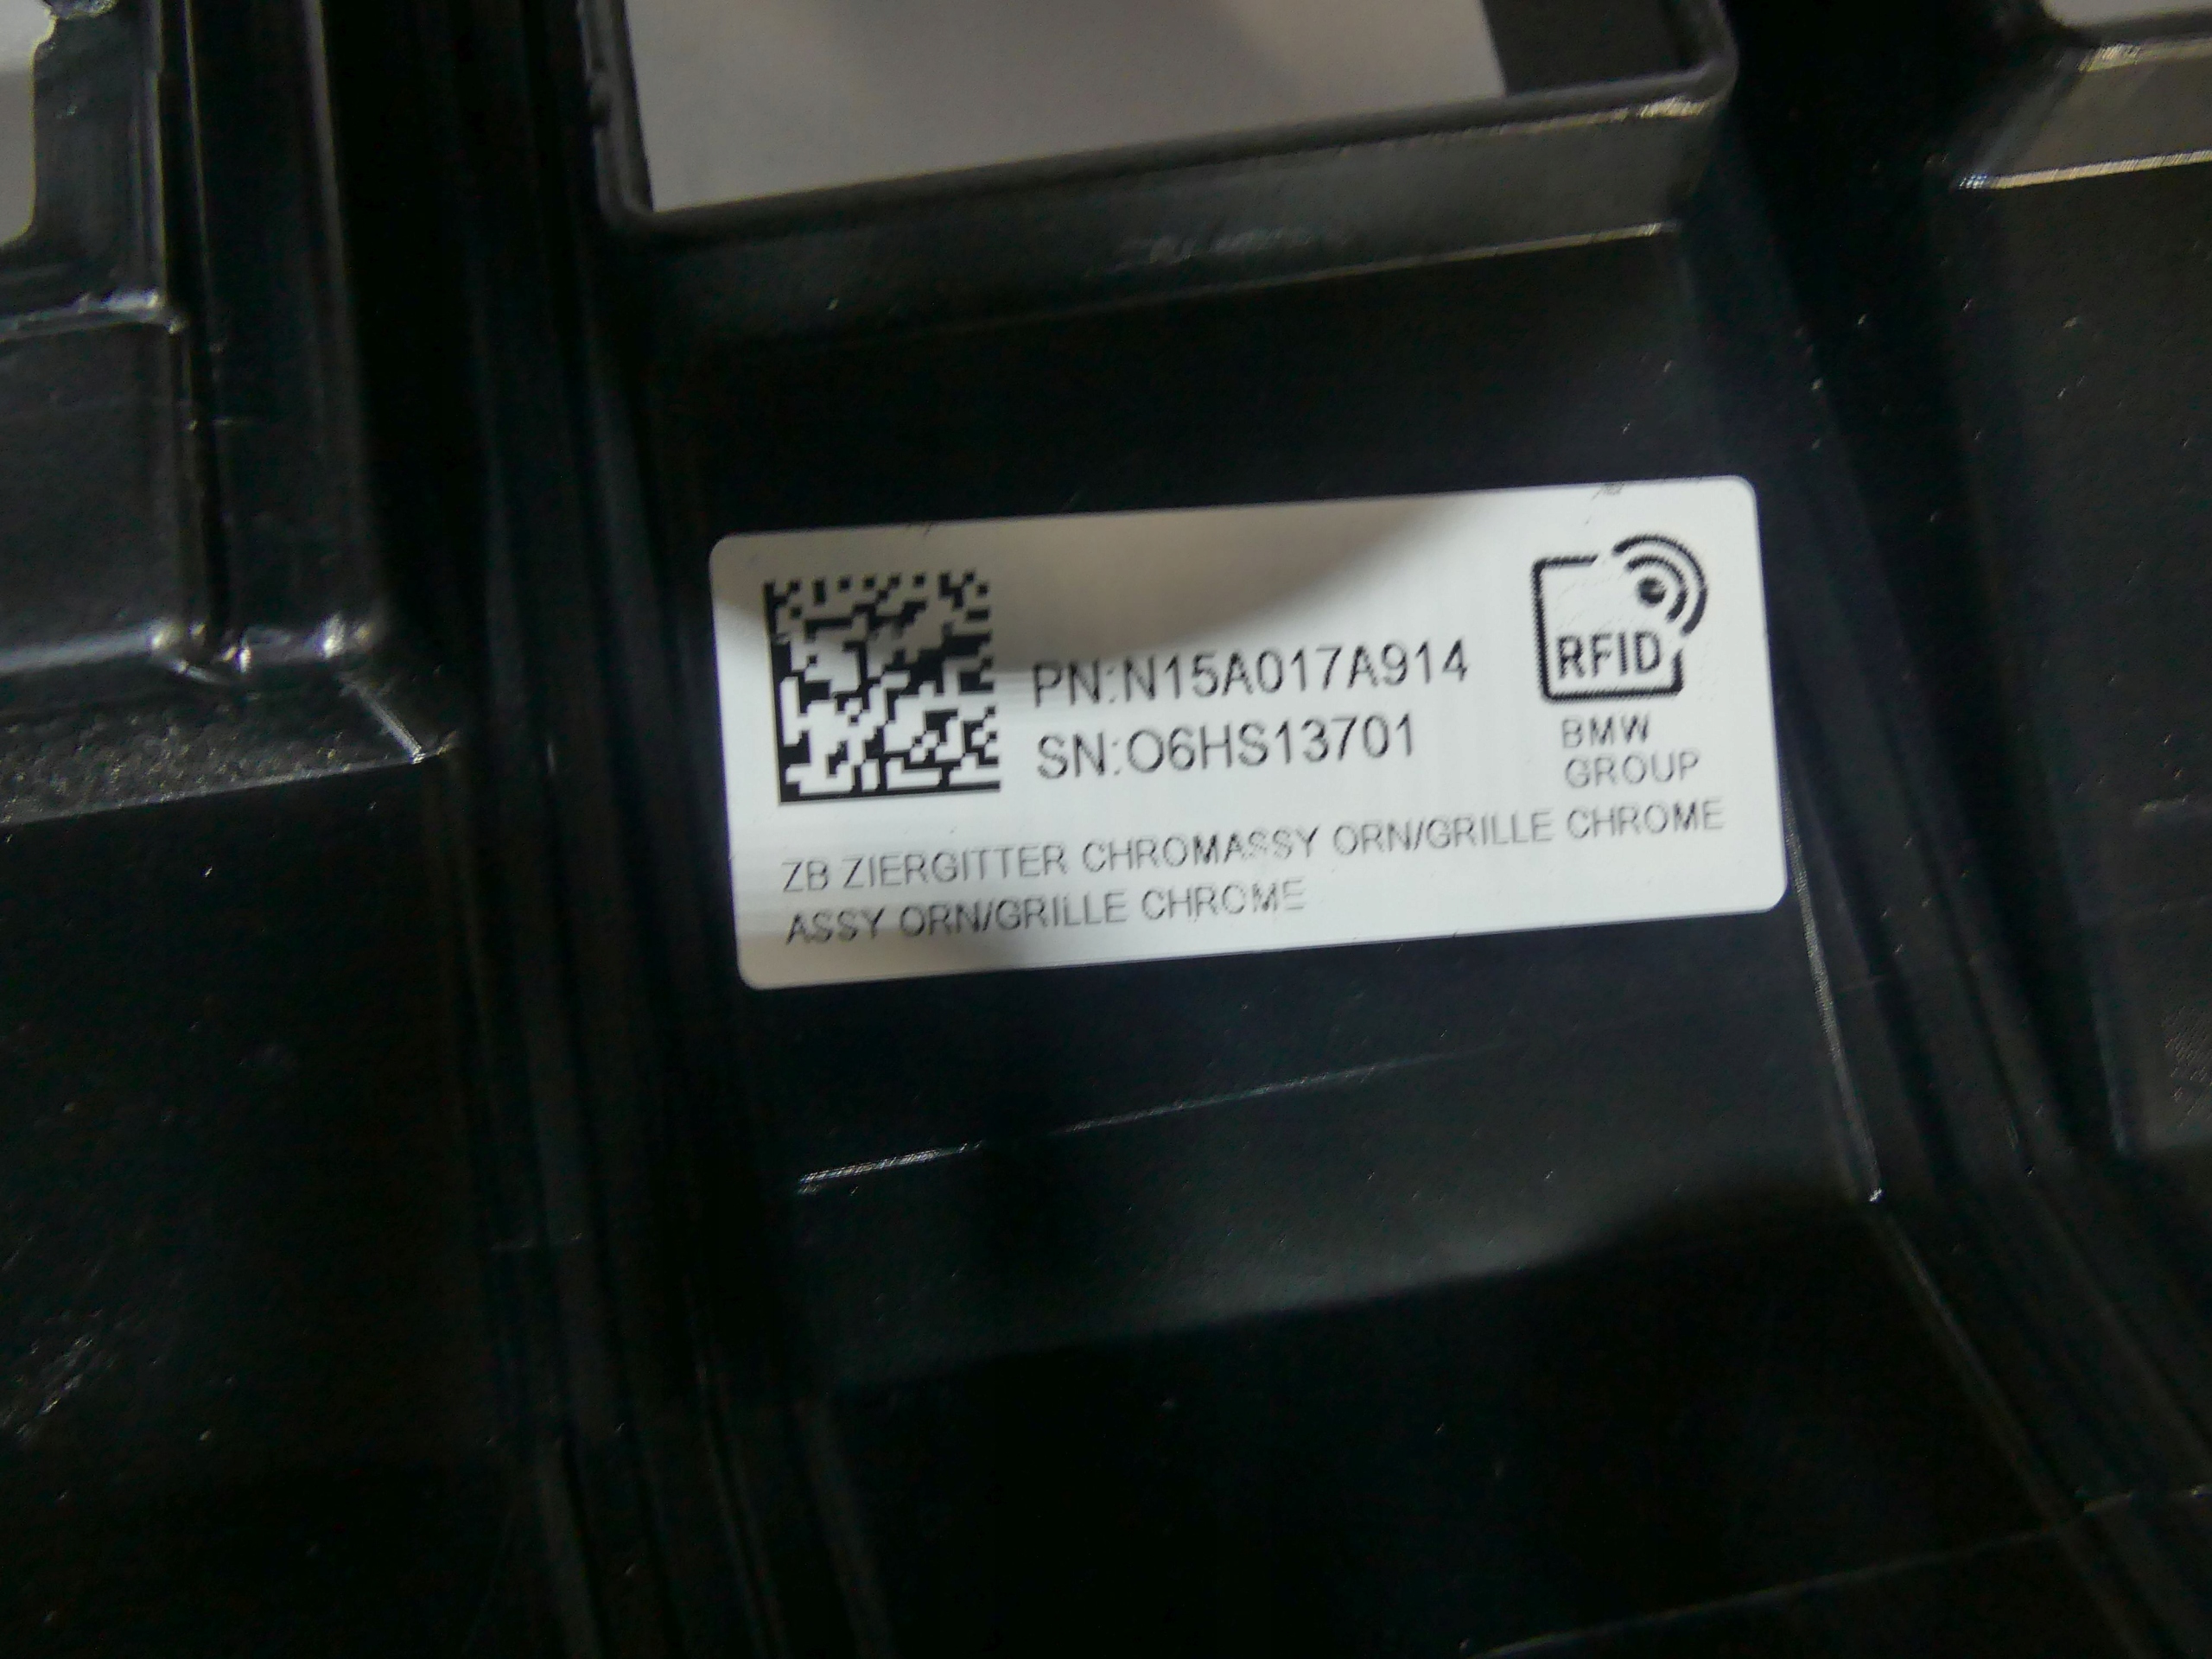 PN:N15A017A914
SN:O6HS13701
RFID
BMW
GROUP
ZB ZIERGITTER CHROMASSY ORN/GRILLE CHROME
ASSY ORN/GRILLE CHROME